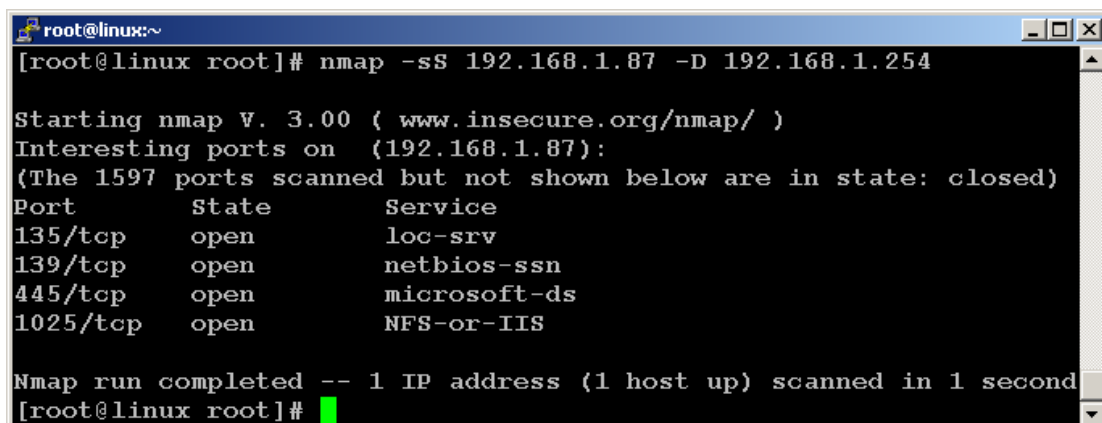 root@linux:~
[root@linux root]# nmap -sS 192.168.1.87 -D 192.168.1.254
Starting nmap V. 3.00 ( www.insecure.org/nmap/ )
Interesting ports on  (192.168.1.87):
(The 1597 ports scanned but not shown below are in state: closed)
Port       State       Service
135/tcp    open        loc-srv
139/tcp    open        netbios-ssn
445/tcp    open        microsoft-ds
1025/tcp   open        NFS-or-IIS
Nmap run completed -- 1 IP address (1 host up) scanned in 1 second
[root@linux root]#